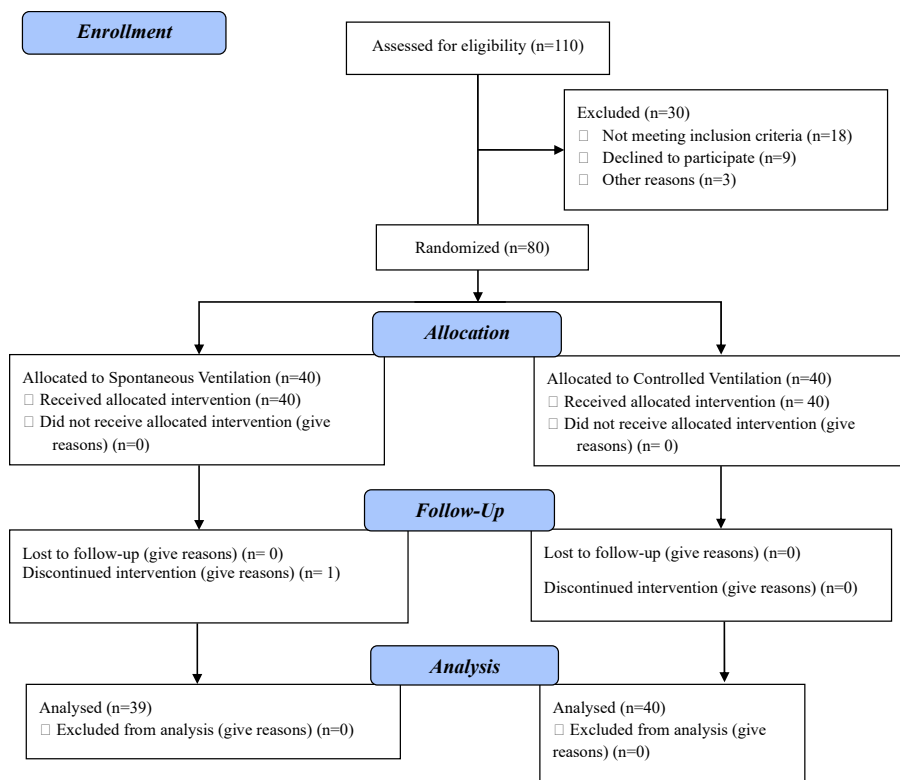 Enrollment
Assessed for eligibility (n=110)
Excluded (n=30)
□ Not meeting inclusion criteria (n=18)
□ Declined to participate (n=9)
□ Other reasons (n=3)
Randomized (n=80)
Allocation
Allocated to Spontaneous Ventilation (n=40)
□ Received allocated intervention (n=40)
□ Did not receive allocated intervention (give
reasons) (n=0)
Allocated to Controlled Ventilation (n=40)
□ Received allocated intervention (n= 40)
□ Did not receive allocated intervention (give
reasons) (n= 0)
Follow-Up
Lost to follow-up (give reasons) (n= 0)
Discontinued intervention (give reasons) (n= 1)
Lost to follow-up (give reasons) (n=0)
Discontinued intervention (give reasons) (n=0)
Analysis
Analysed (n=39)
□ Excluded from analysis (give reasons) (n=0)
Analysed (n=40)
□ Excluded from analysis (give
reasons) (n=0)